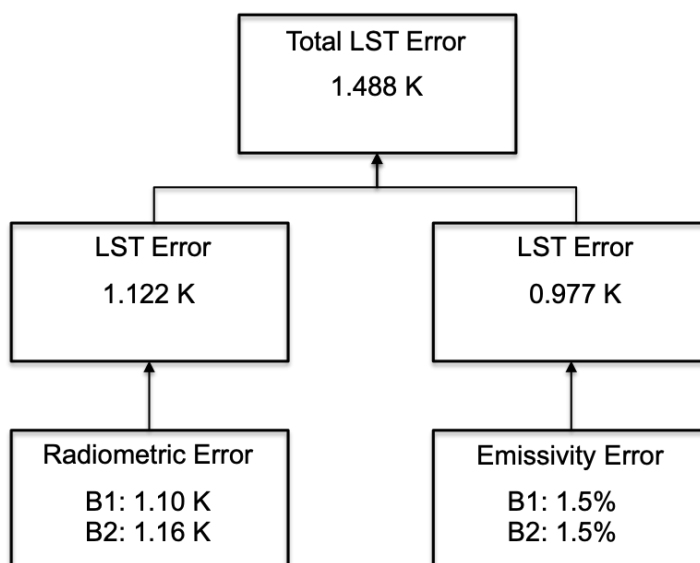 Total LST Error
1.488 K
LST Error
1.122 K
LST Error
0.977 K
Radiometric Error
B1: 1.10 K
B2: 1.16 K
Emissivity Error
B1: 1.5%
B2: 1.5%